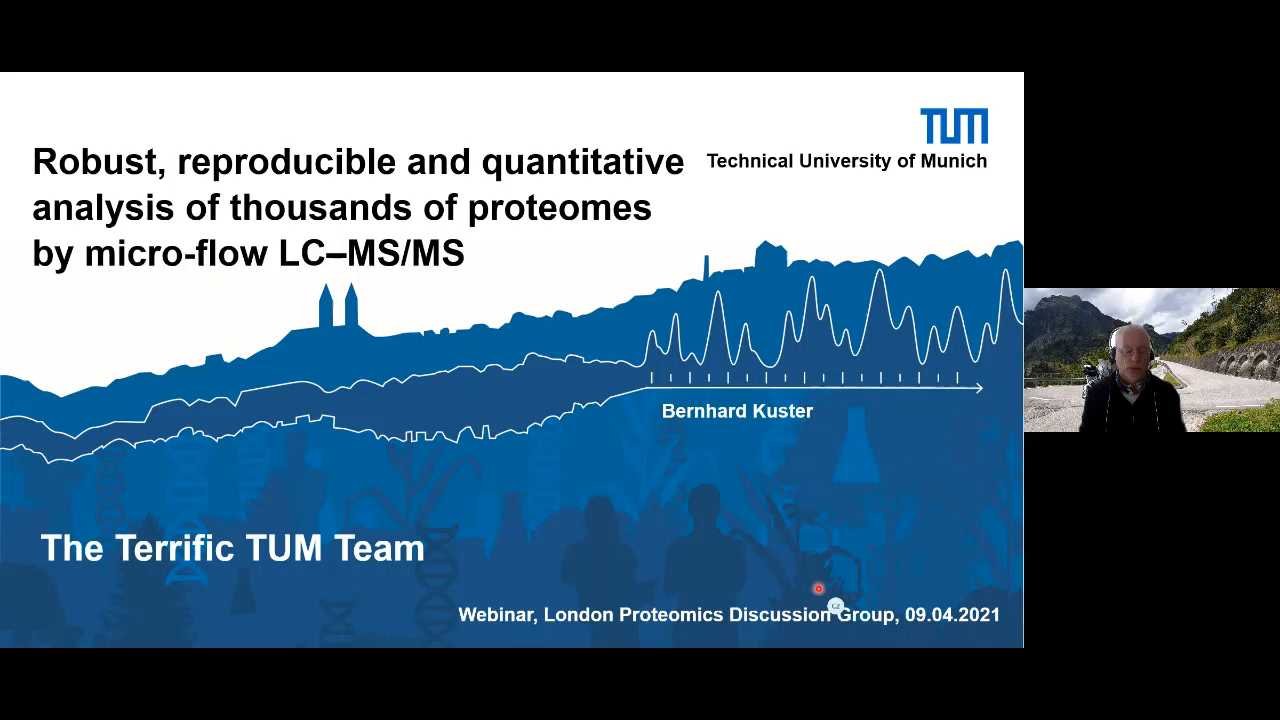 TUM
Robust, reproducible and quantitative
Technical University of Munich
analysis of thousands of proteomes
by micro-flow LC–MS/MS
Bernhard Kuster
The Terrific TUM Team
Webinar, London Proteomics Discussion Group, 09.04.2021